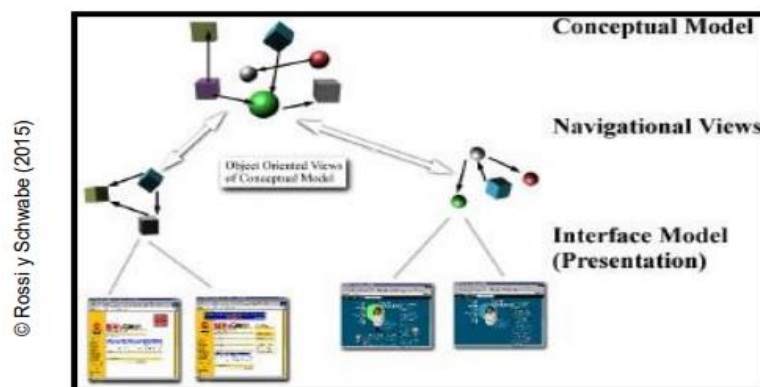 © Rossi y Schwabe (2015)
Conceptual Model
Navigational Views
Object Oriented Views
of Conceptual Model
Interface Model
(Presentation)